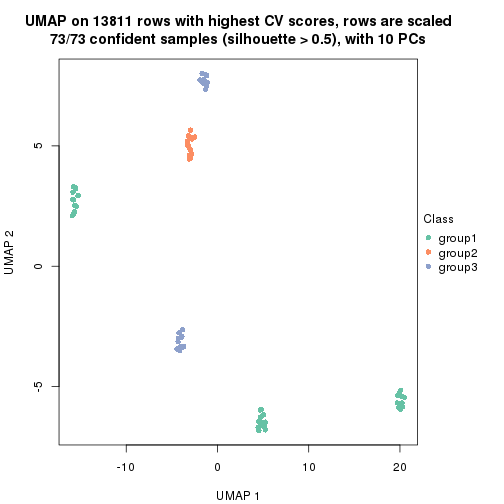 UMAP on 13811 rows with highest CV scores, rows are scaled
73/73 confident samples (silhouette > 0.5), with 10 PCs
5
0
-5
UMAP 2
-10
0
10
20
UMAP 1
Class
group1
group2
group3